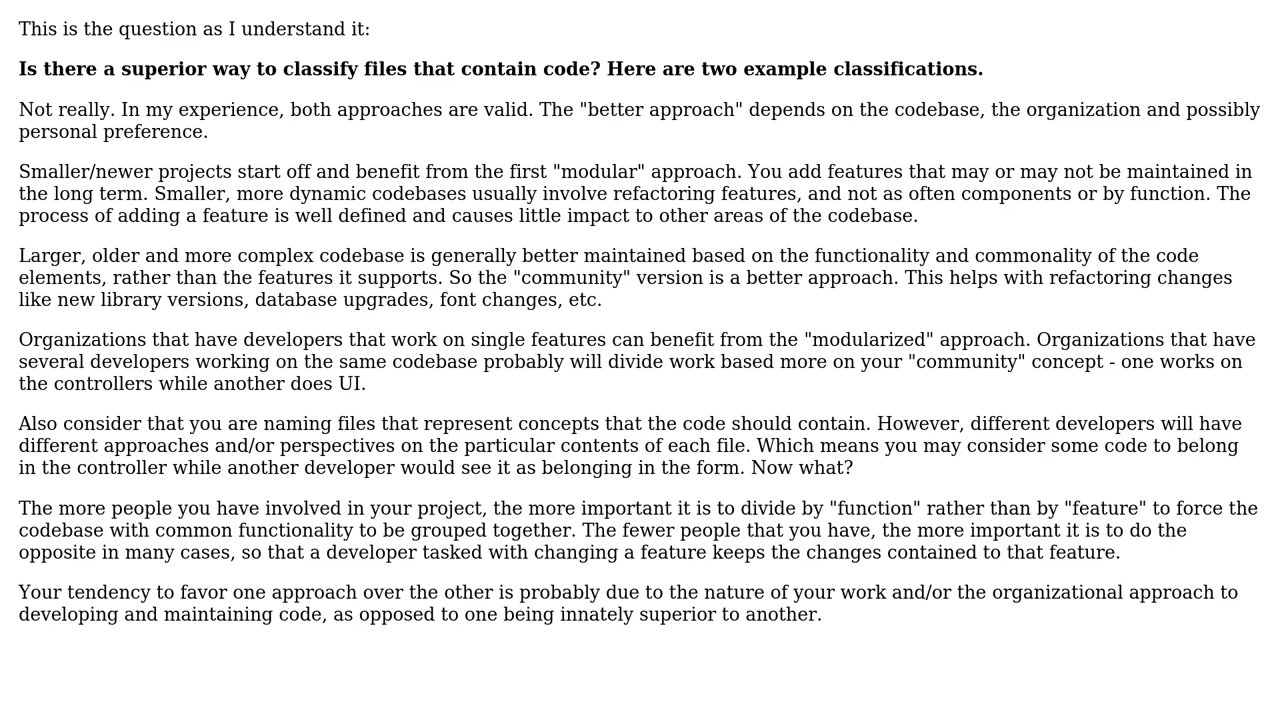 This is the question as I understand it:
Is there a superior way to classify files that contain code? Here are two example classifications.
Not really. In my experience, both approaches are valid. The "better approach" depends on the codebase, the organization and possibly
personal preference.
Smaller/newer projects start off and benefit from the first "modular" approach. You add features that may or may not be maintained in
the long term. Smaller, more dynamic codebases usually involve refactoring features, and not as often components or by function. The
process of adding a feature is well defined and causes little impact to other areas of the codebase.
Larger, older and more complex codebase is generally better maintained based on the functionality and commonality of the code
elements, rather than the features it supports. So the "community" version is a better approach. This helps with refactoring changes
like new library versions, database upgrades, font changes, etc.
Organizations that have developers that work on single features can benefit from the "modularized" approach. Organizations that have
several developers working on the same codebase probably will divide work based more on your "community" concept - one works on
the controllers while another does UI.
Also consider that you are naming files that represent concepts that the code should contain. However, different developers will have
different approaches and/or perspectives on the particular contents of each file. Which means you may consider some code to belong
in the controller while another developer would see it as belonging in the form. Now what?
The more people you have involved in your project, the more important it is to divide by "function" rather than by "feature" to force the
codebase with common functionality to be grouped together. The fewer people that you have, the more important it is to do the
opposite in many cases, so that a developer tasked with changing a feature keeps the changes contained to that feature.
Your tendency to favor one approach over the other is probably due to the nature of your work and/or the organizational approach to
developing and maintaining code, as opposed to one being innately superior to another.